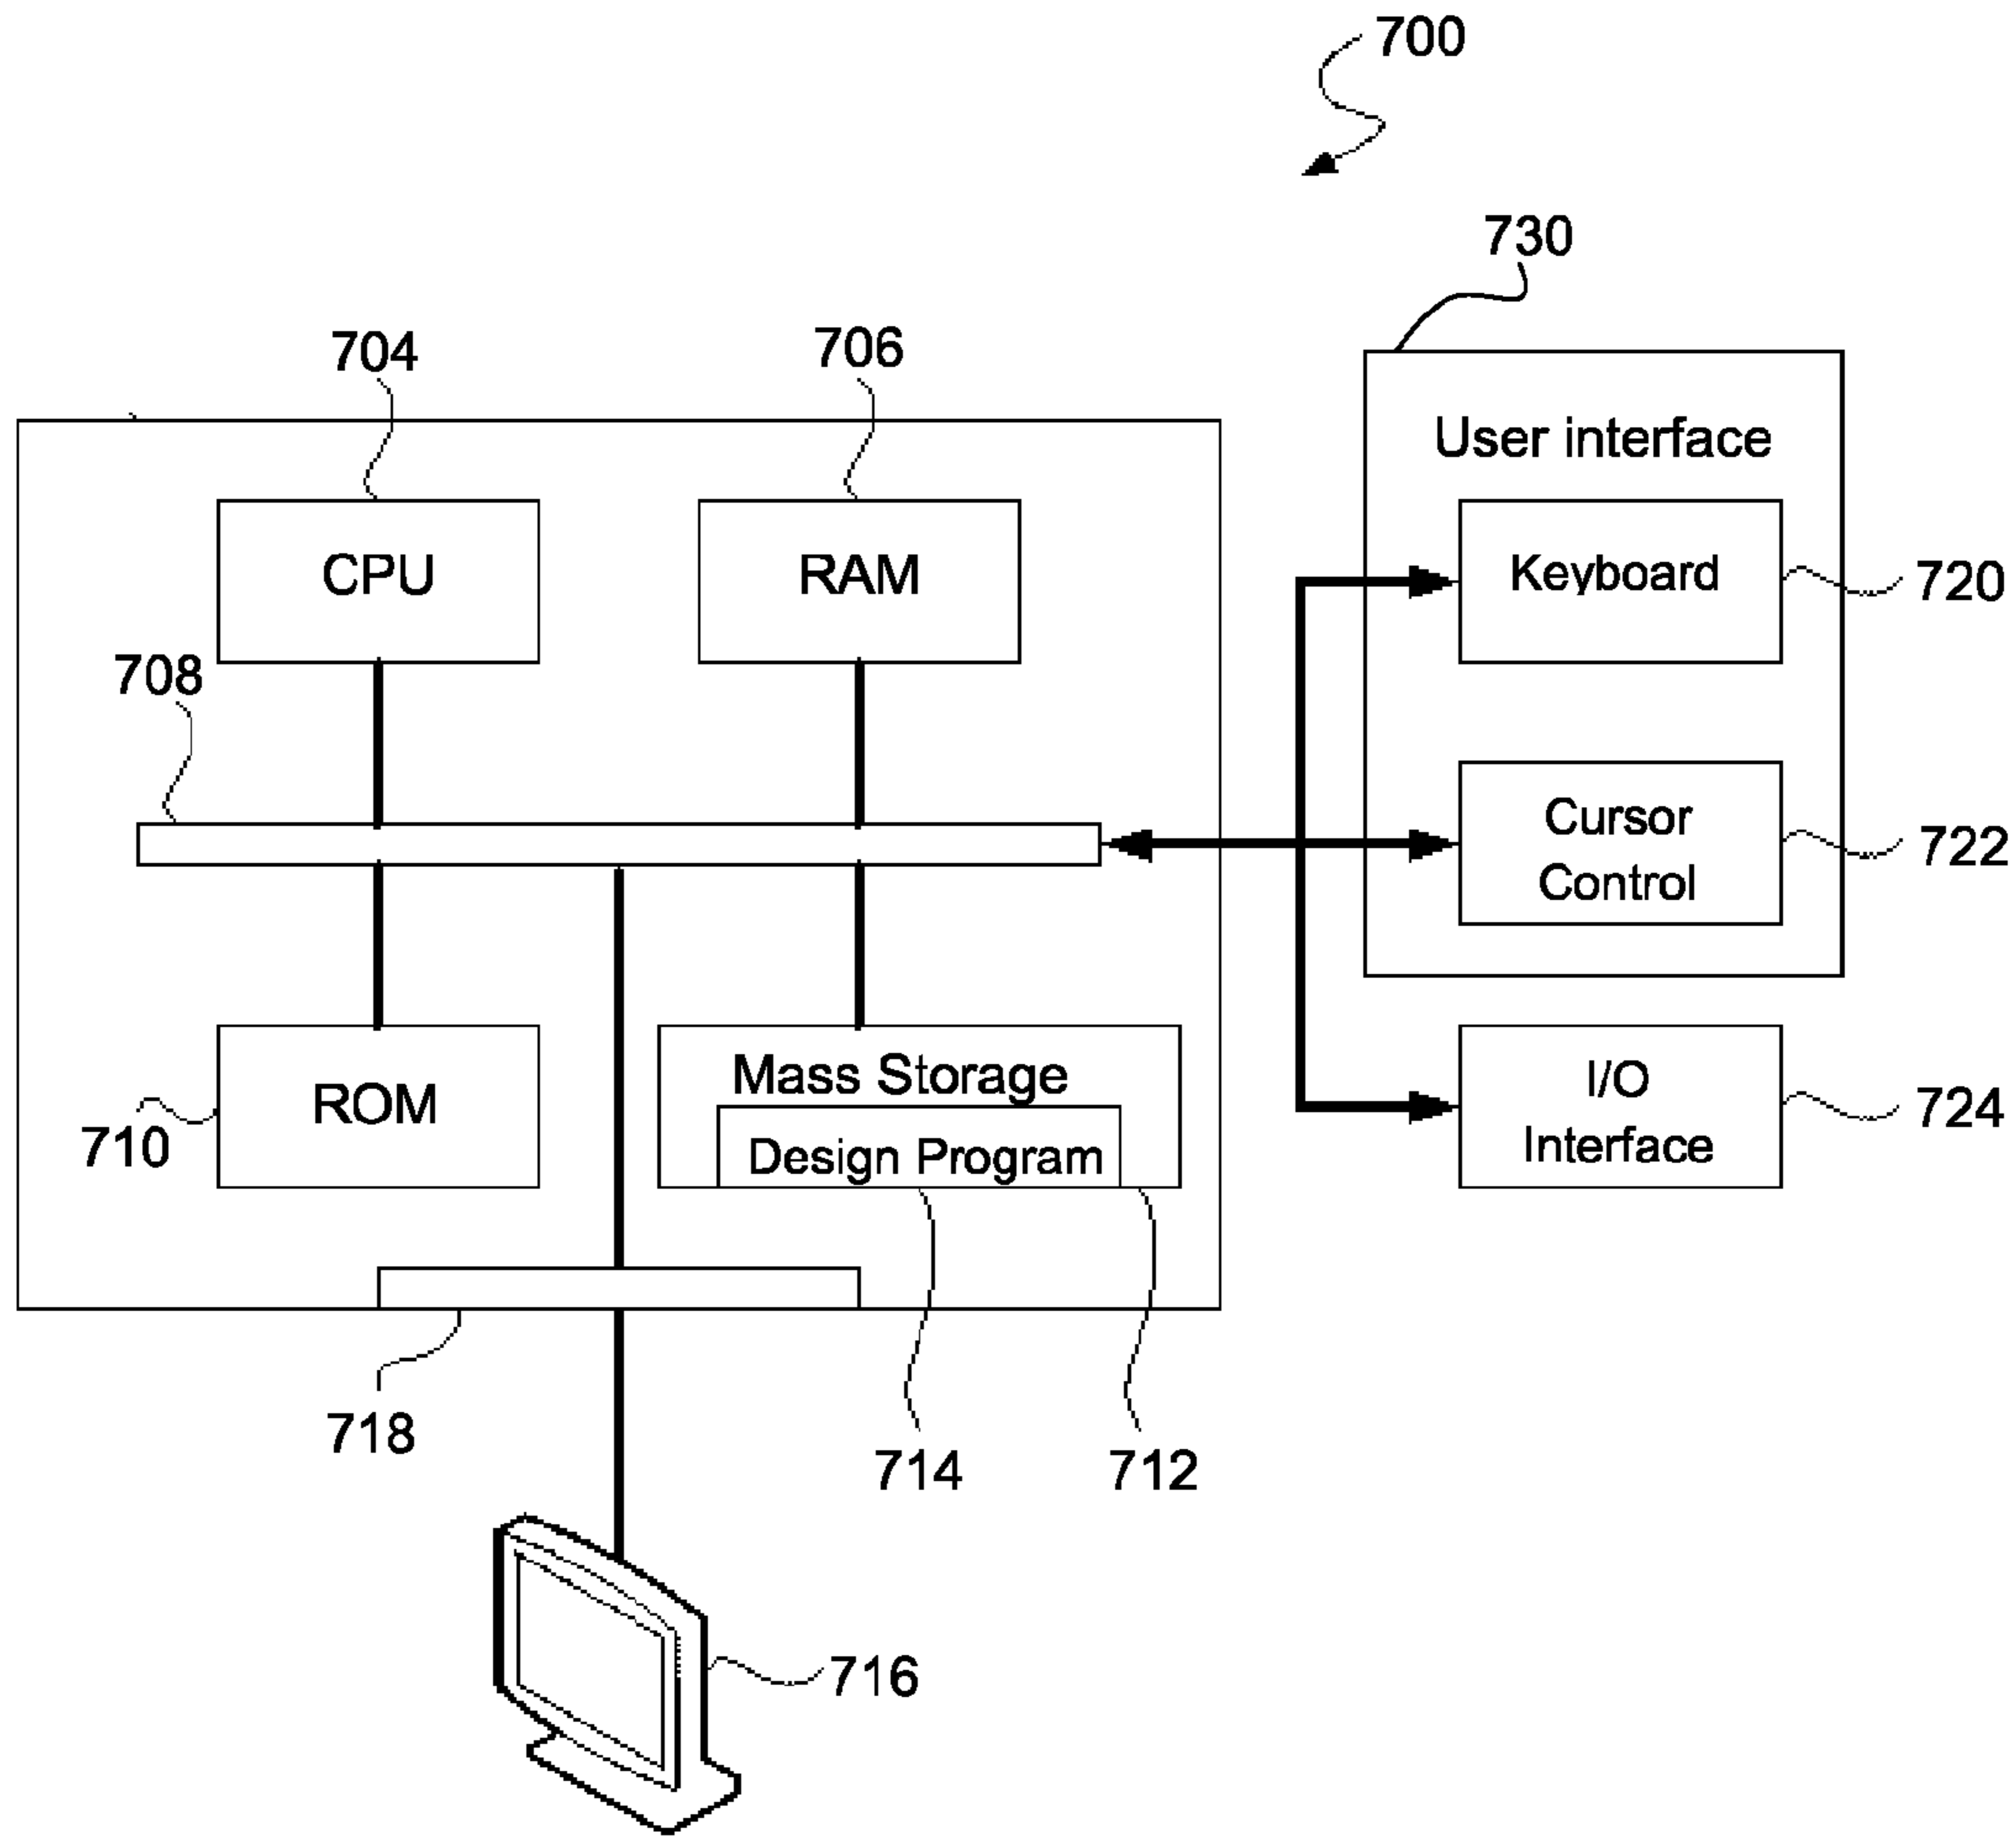 700
730
704
706
User interface
CPU
RAM
Keyboard
720
708
Cursor
Control
722
ROM
710
Mass Storage
Design Program
I/O
Interface
724
718
714
712
716